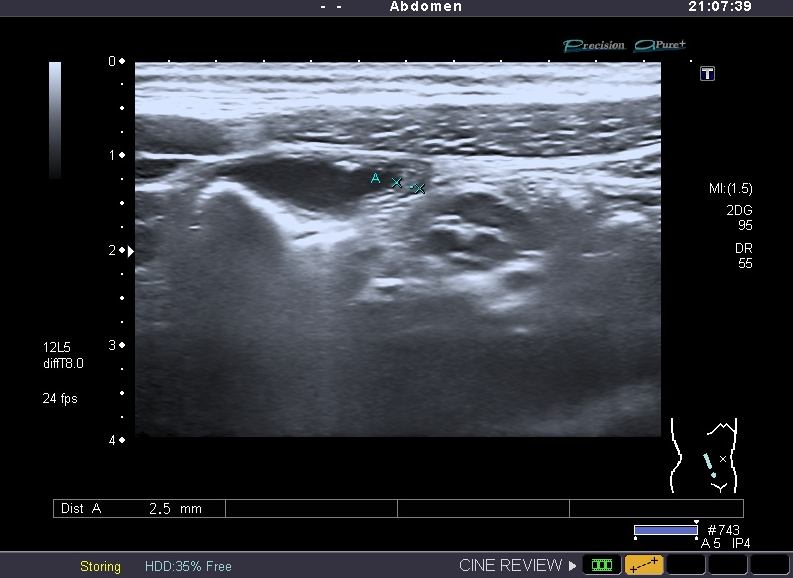 - - Abdomen 21:07:39
Precision APure+
T
0
1
A
MI:(1.5)
2DG
95
2
DR
55
3
12L5
diffT8.0
24 fps
4
Dist A 2.5 mm
#743
A 5 IP4
Storing HDD:35% Free CINE REVIEW